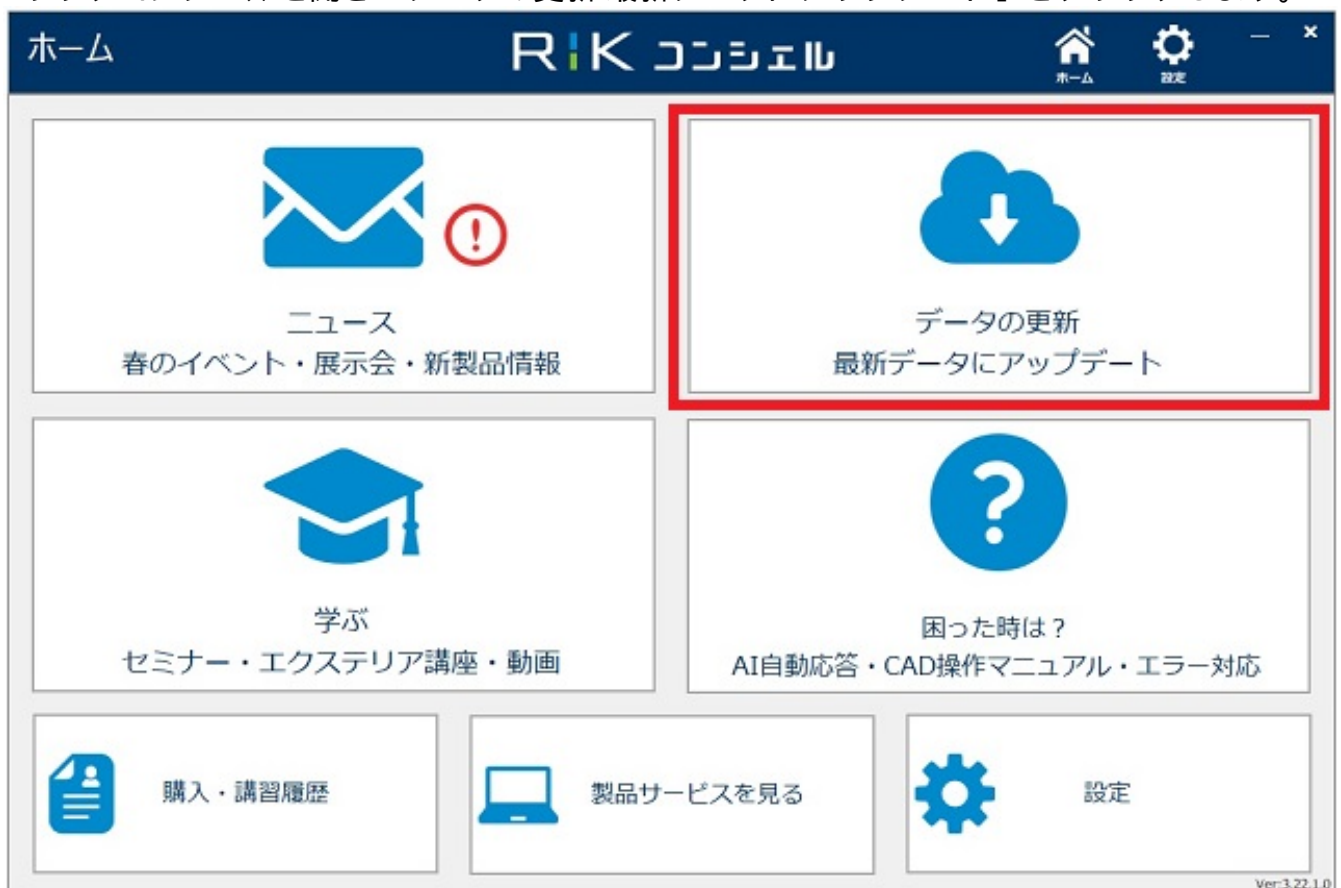 ホーム
RIK コンシェル
ホーム
設定
ニュース
春のイベント・展示会・新製品情報
データの更新
最新データにアップデート
学ぶ
セミナー・エクステリア講座・動画
困った時は？
AI自動応答・CAD操作マニュアル・エラー対応
購入・講習履歴
製品サービスを見る
設定
Ver:3.22.1.0